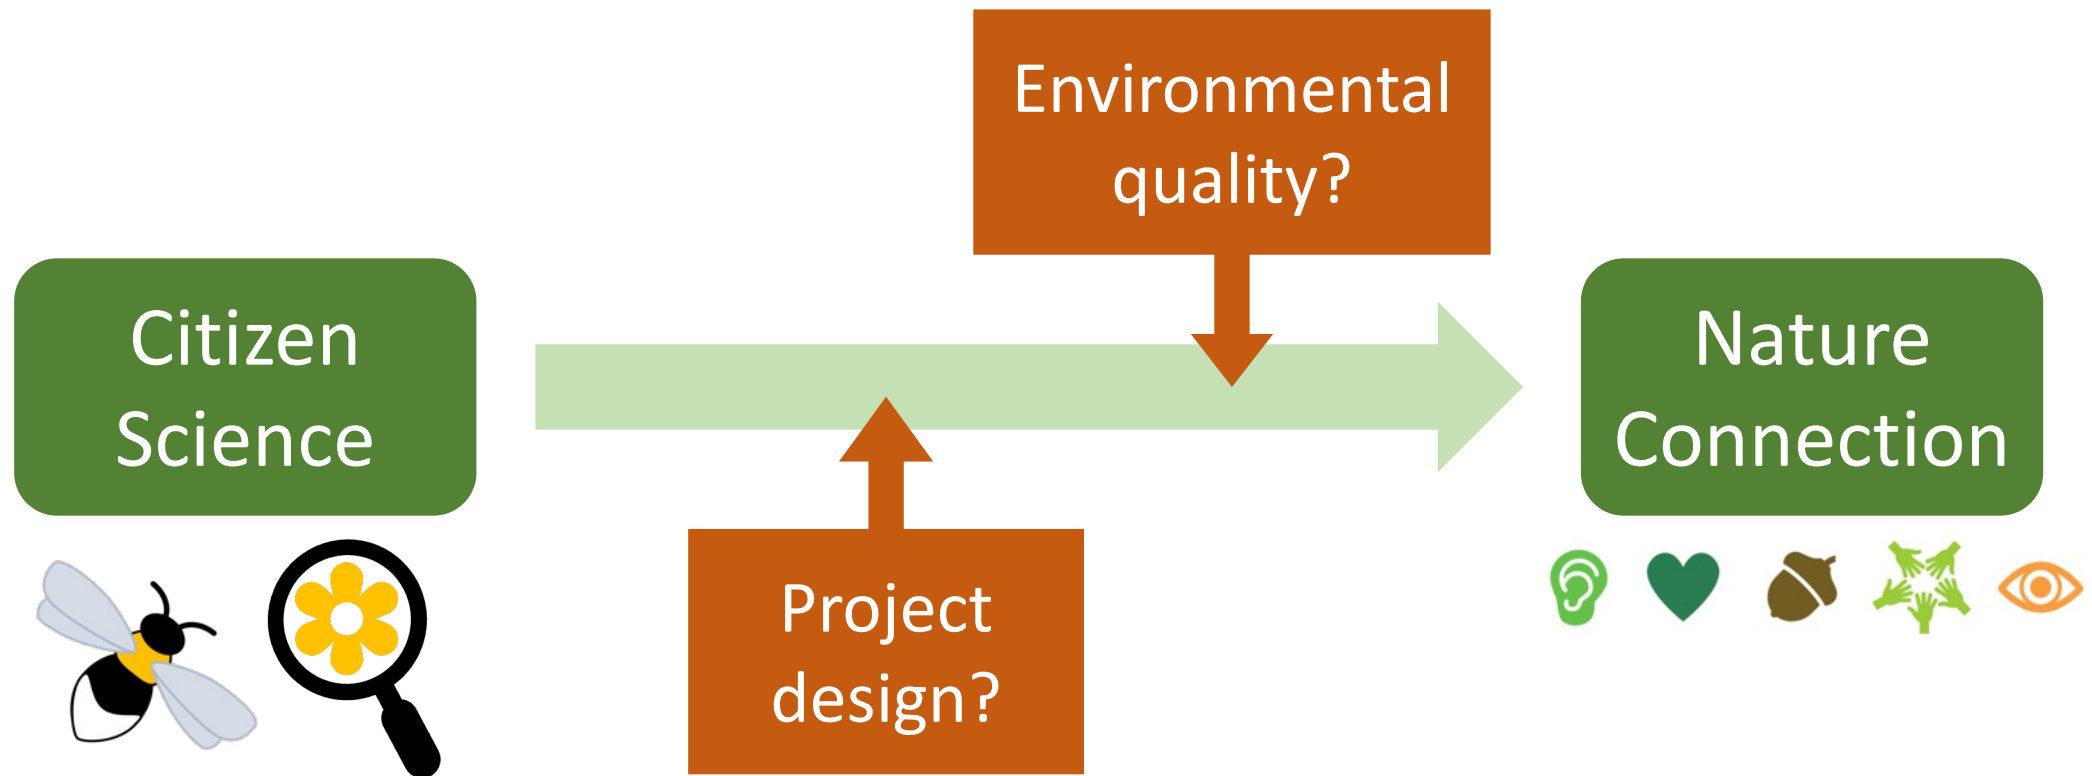 Environmental
quality?
Citizen
Science
Nature
Connection
Project
design?